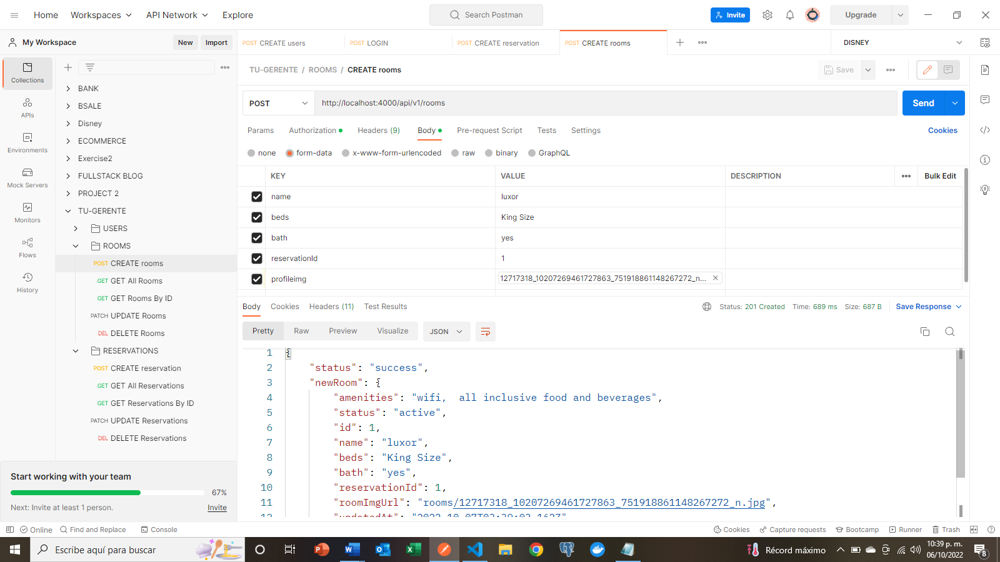 Home Workspaces API Network Explore Search Postman Invite Upgrade
My Workspace New Import
POST CREATE users POST LOGIN POST CREATE reservation POST CREATE rooms DISNEY
Collections
APIs
Environments
Mock Servers
Monitors
Flows
History
BANK
BSALE
Disney
ECOMMERCE
Exercise2
FULLSTACK BLOG
PROJECT 2
TU-GERENTE
USERS
ROOMS
POST CREATE rooms
GET GET All Rooms
GET GET Rooms By ID
PATCH UPDATE Rooms
DEL DELETE Rooms
RESERVATIONS
POST CREATE reservation
GET GET All Reservations
GET GET Reservations By ID
PATCH UPDATE Reservations
DEL DELETE Reservations
Start working with your team
67%
Next: Invite at least 1 person. Invite
TU-GERENTE / ROOMS / CREATE rooms Save
POST http://localhost:4000/api/v1/rooms Send
Params Authorization Headers (9) Body Pre-request Script Tests Settings Cookies
none form-data x-www-form-urlencoded raw binary GraphQL
KEY VALUE DESCRIPTION Bulk Edit
name luxor
beds King Size
bath yes
reservationId 1
profileimg 12717318_10207269461727863_751918861148267272_n...
Body Cookies Headers (11) Test Results Status: 201 Created Time: 689 ms Size: 687 B Save Response
Pretty Raw Preview Visualize JSON
1 {
2 "status": "success",
3 "newRoom": {
4 "amenities": "wifi,  all inclusive food and beverages",
5 "status": "active",
6 "id": 1,
7 "name": "luxor",
8 "beds": "King Size",
9 "bath": "yes",
10 "reservationId": 1,
11 "roomImgUrl": "rooms/12717318_10207269461727863_751918861148267272_n.jpg",
12 "updatedAt": "2022-10-07T03:39:03.162Z"
Online Find and Replace Console Cookies Capture requests Bootcamp Runner Trash
Escribe aquí para buscar Récord máximo 10:39 p. m.
06/10/2022
8